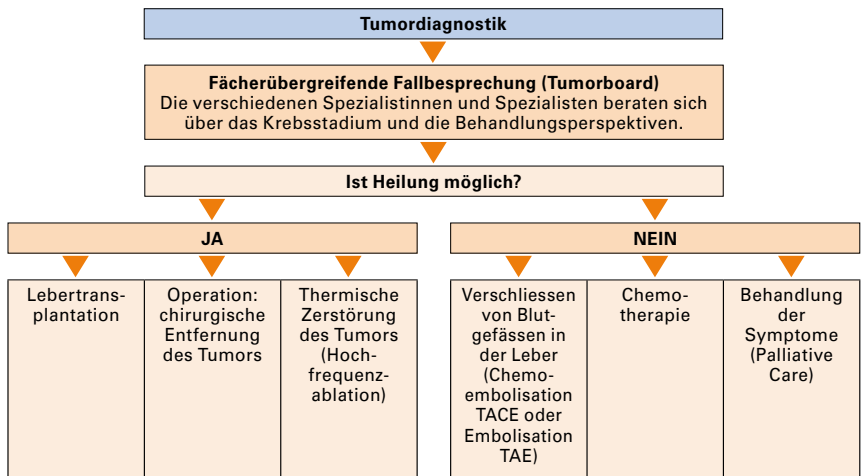 Tumordiagnostik
Fächerübergreifende Fallbesprechung (Tumorboard)
Die verschiedenen Spezialistinnen und Spezialisten beraten sich
über das Krebsstadium und die Behandlungsperspektiven.
Ist Heilung möglich?
JA
NEIN
Lebertrans-
plantation
Operation:
chirurgische
Entfernung
des Tumors
Thermische
Zerstörung
des Tumors
(Hoch-
frequenz-
ablation)
Verschliessen
von Blut-
gefässen in
der Leber
(Chemo-
embolisation
TACE oder
Embolisation
TAE)
Chemo-
therapie
Behandlung
der
Symptome
(Palliative
Care)